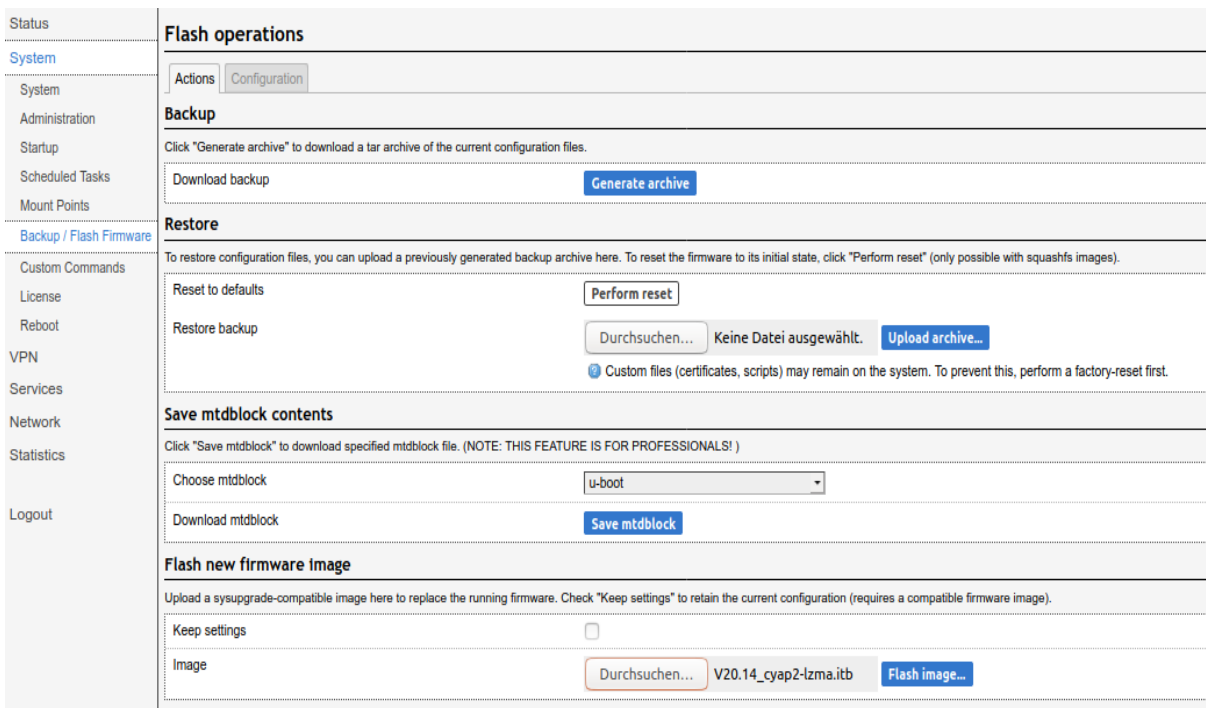 Status
System
System
Administration
Startup
Scheduled Tasks
Mount Points
Backup / Flash Firmware
Custom Commands
License
Reboot
VPN
Services
Network
Statistics
Logout
Flash operations
Actions Configuration
Backup
Click "Generate archive" to download a tar archive of the current configuration files.
Download backup Generate archive
Restore
To restore configuration files, you can upload a previously generated backup archive here. To reset the firmware to its initial state, click "Perform reset" (only possible with squashfs images).
Reset to defaults Perform reset
Restore backup Durchsuchen... Keine Datei ausgewählt. Upload archive...
Custom files (certificates, scripts) may remain on the system. To prevent this, perform a factory-reset first.
Save mtdblock contents
Click "Save mtdblock" to download specified mtdblock file. (NOTE: THIS FEATURE IS FOR PROFESSIONALS! )
Choose mtdblock u-boot
Download mtdblock Save mtdblock
Flash new firmware image
Upload a sysupgrade-compatible image here to replace the running firmware. Check "Keep settings" to retain the current configuration (requires a compatible firmware image).
Keep settings
Image Durchsuchen... V20.14_cyap2-lzma.itb Flash image...